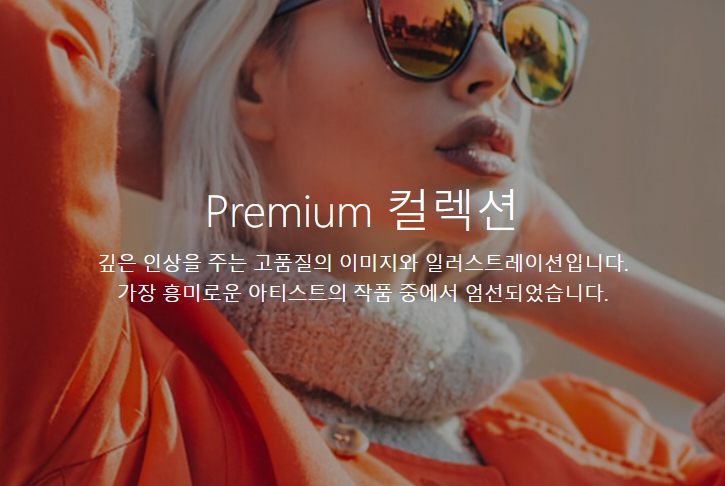 Premium 컬렉션
깊은 인상을 주는 고품질의 이미지와 일러스트레이션입니다.
가장 흥미로운 아티스트의 작품 중에서 엄선되었습니다.